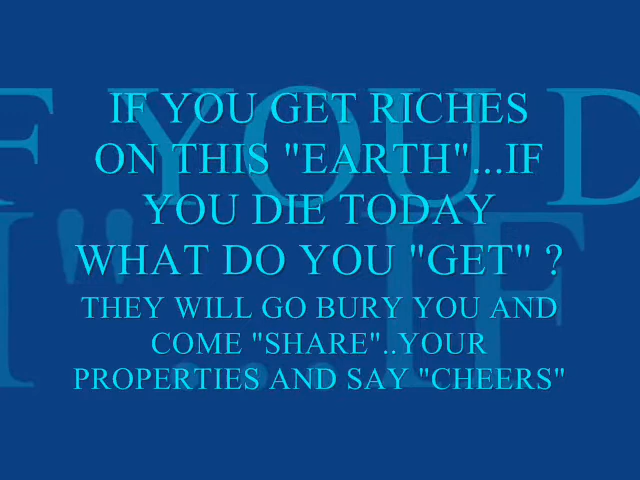 IF YOU GET RICHES
ON THIS "EARTH"...IF
YOU DIE TODAY
WHAT DO YOU "GET" ?
THEY WILL GO BURY YOU AND
COME "SHARE"..YOUR
PROPERTIES AND SAY "CHEERS"